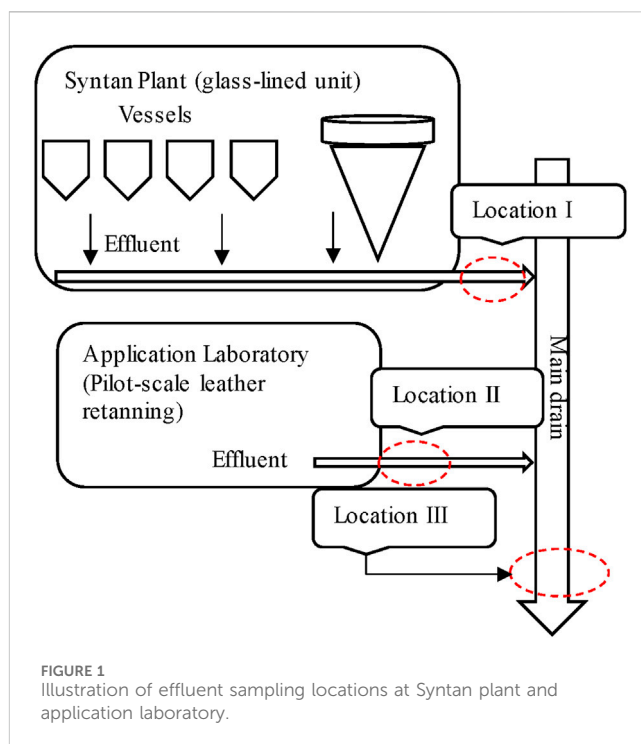 Syntan Plant (glass-lined unit)
Vessels
Effluent
Location I
Application Laboratory
(Pilot-scale leather
retanning)
Location II
Main drain
Effluent
Location III
FIGURE 1
Illustration of effluent sampling locations at Syntan plant and
application laboratory.